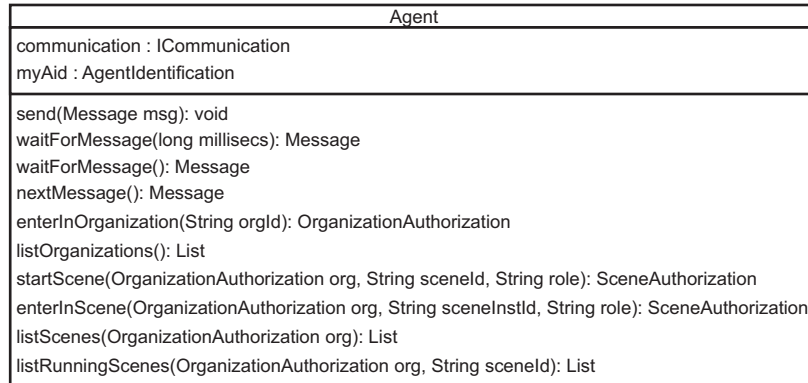 Agent
communication : ICommunication
myAid : AgentIdentification
send(Message msg): void
waitForMessage(long millisecs): Message
waitForMessage(): Message
nextMessage(): Message
enterInOrganization(String orgId): OrganizationAuthorization
listOrganizations(): List
startScene(OrganizationAuthorization org, String sceneId, String role): SceneAuthorization
enterInScene(OrganizationAuthorization org, String sceneInstId, String role): SceneAuthorization
listScenes(OrganizationAuthorization org): List
listRunningScenes(OrganizationAuthorization org, String sceneId): List